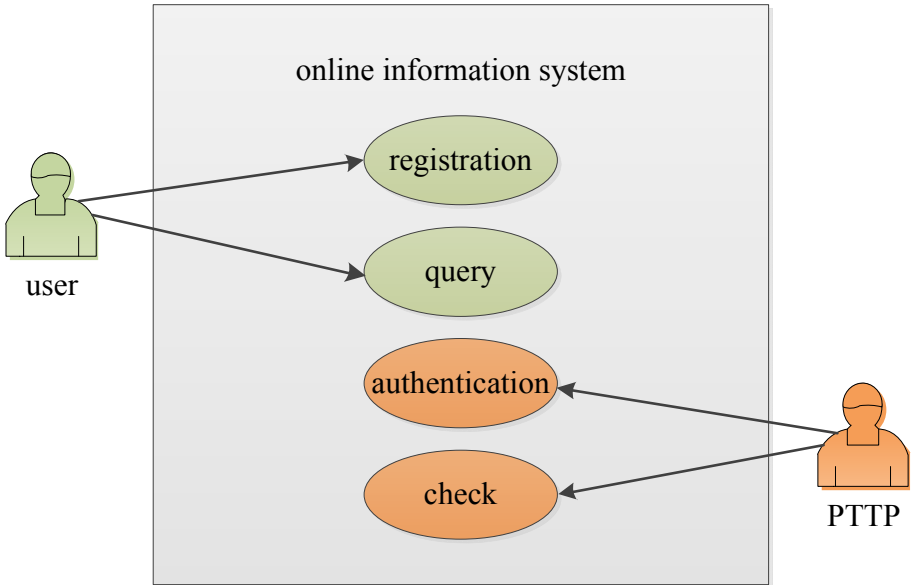 online information system
registration
user
query
authentication
check
PTTP